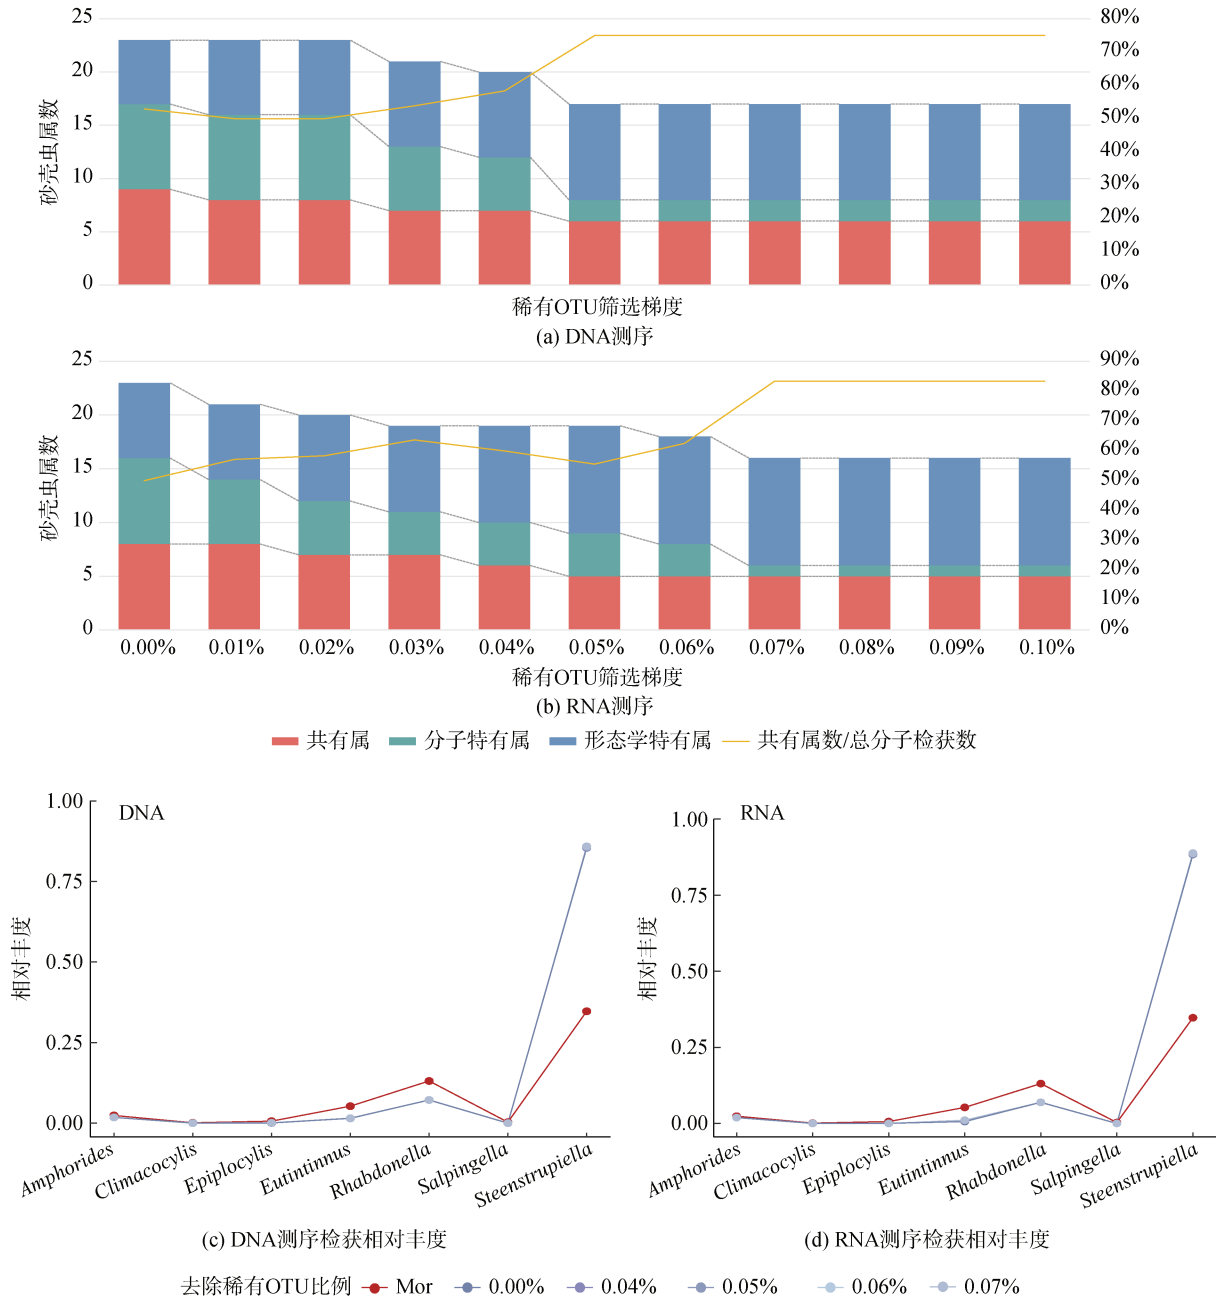 25
20
15
10
5
0
砂壳虫属数
80%
70%
60%
50%
40%
30%
20%
10%
0%
稀有OTU筛选梯度
(a) DNA测序
25
20
15
10
5
0
砂壳虫属数
90%
80%
70%
60%
50%
40%
30%
20%
10%
0%
0.00% 0.01% 0.02% 0.03% 0.04% 0.05% 0.06% 0.07% 0.08% 0.09% 0.10%
稀有OTU筛选梯度
(b) RNA测序
共有属 分子特有属 形态学特有属 共有属数/总分子检获数
DNA
1.00
0.75
0.50
0.25
0.00
相对丰度
Amphorides Climacocylis Epiplocylis Eutintinnus Rhabdonella Salpingella Steenstrupiella
(c) DNA测序检获相对丰度
RNA
1.00
0.75
0.50
0.25
0.00
相对丰度
Amphorides Climacocylis Epiplocylis Eutintinnus Rhabdonella Salpingella Steenstrupiella
(d) RNA测序检获相对丰度
去除稀有OTU比例 Mor 0.00% 0.04% 0.05% 0.06% 0.07%